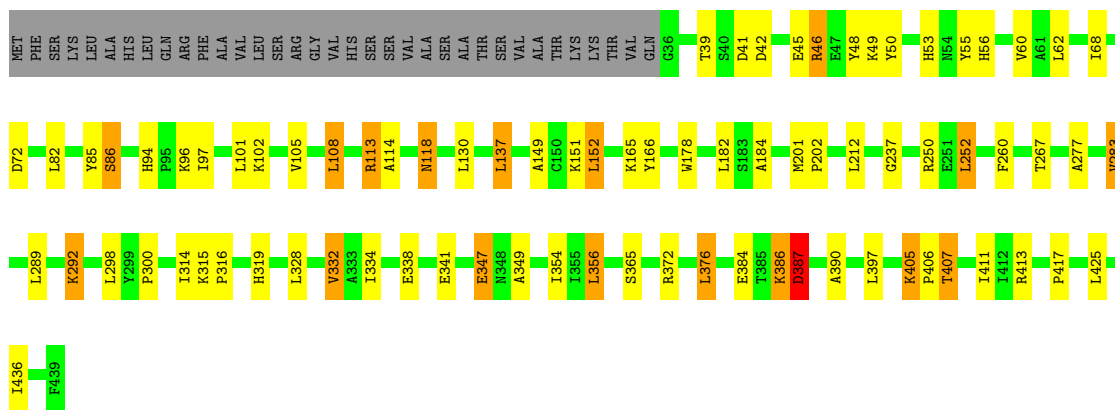 MET PHE SER LYS LEU ALA HIS LEU GLN ARG PHE ALA VAL LEU SER ARG GLY VAL HIS SER SER VAL ALA SER ALA THR SER VAL ALA THR LYS LYS THR VAL GLN G36 T39 S40 D41 D42 E45 R46 E47 Y48 K49 Y50 H53 N54 Y55 H56 V60 A61 L62 I68
D72 L82 Y85 S86 H94 P95 K96 I97 L101 K102 V105 L108 R113 A114 N118 L130 L137 A149 C150 K151 L152 K165 Y166 W178 L182 S183 A184 M201 P202 L212 G237 R250 E251 L252 F260 T267 A277
L289 K292 L298 Y299 P300 I314 K315 P316 H319 L328 V332 A333 I334 E338 E341 E347 N348 A349 I354 I355 L356 S365 R372 L376 E384 T385 K386 D387 A390 L397 K405 P406 T407 I411 I412 R413 P417 L425
I436 F439